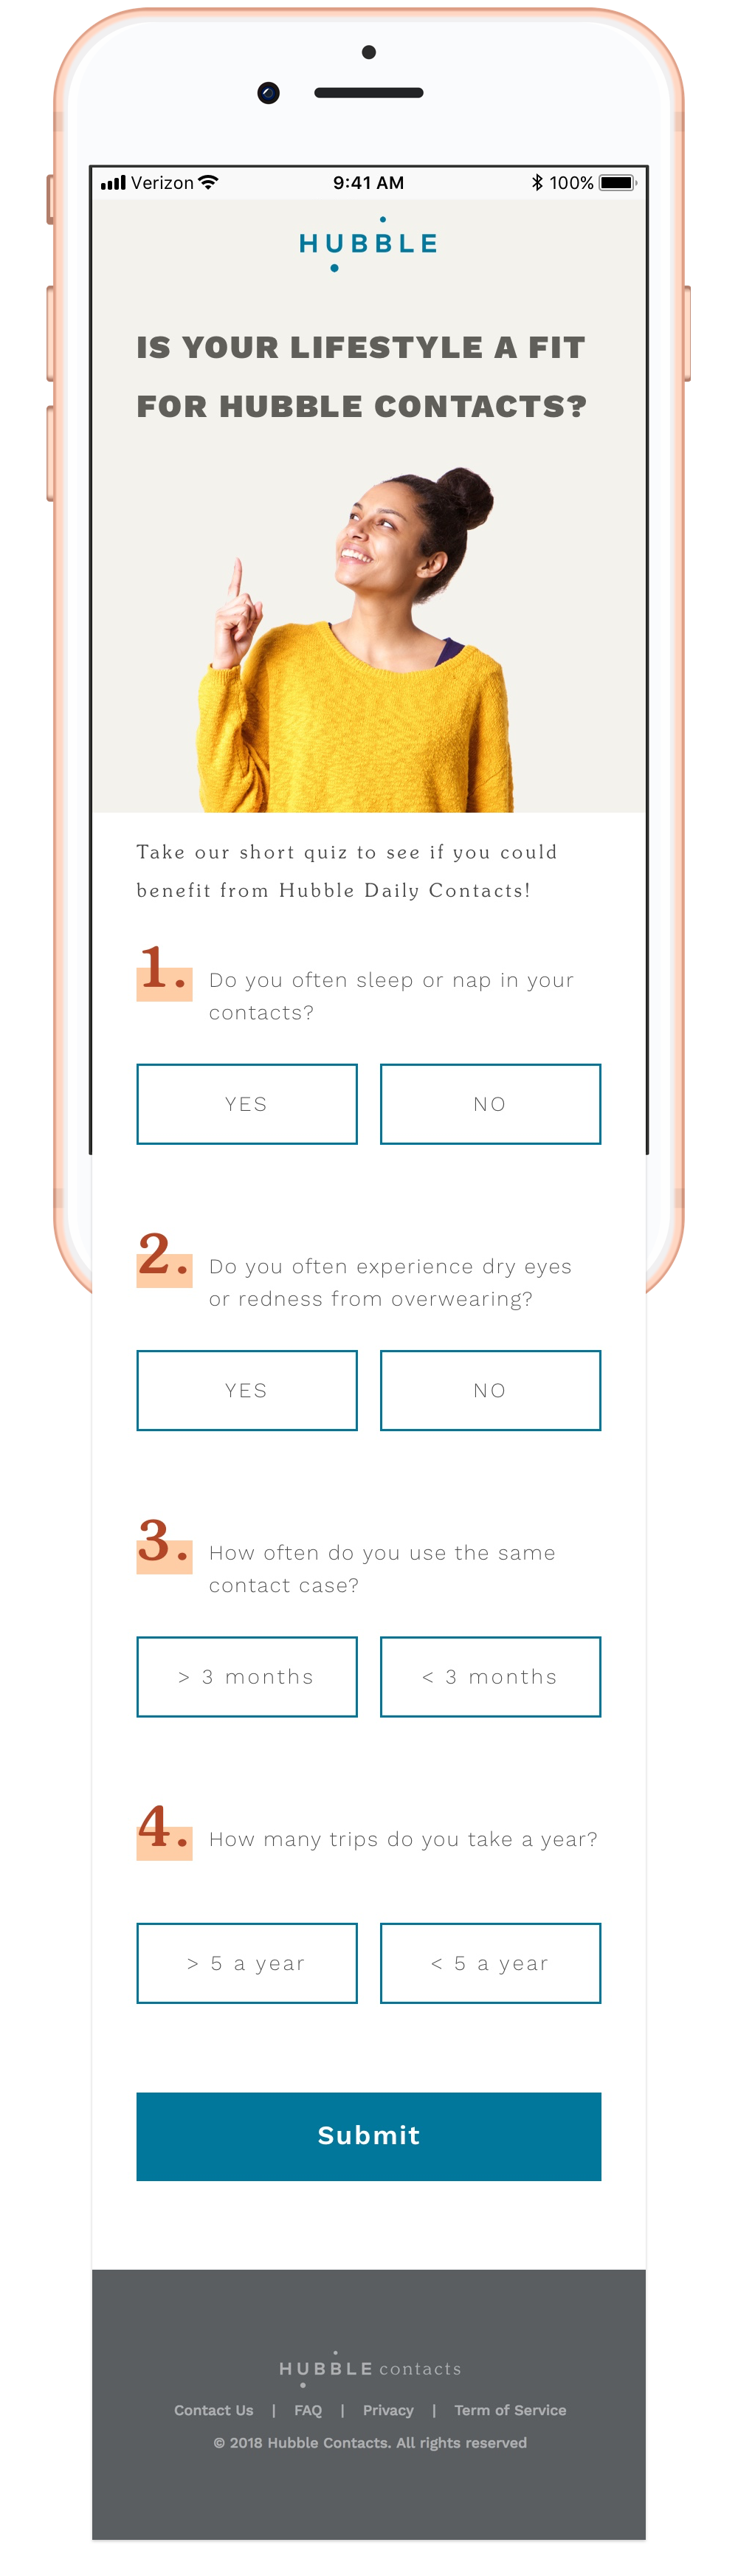 Verizon 9:41 AM 100%
HUBBLE
IS YOUR LIFESTYLE A FIT
FOR HUBBLE CONTACTS?
Take our short quiz to see if you could
benefit from Hubble Daily Contacts!
1. Do you often sleep or nap in your
contacts?
YES NO
2. Do you often experience dry eyes
or redness from overwearing?
YES NO
3. How often do you use the same
contact case?
> 3 months < 3 months
4. How many trips do you take a year?
> 5 a year < 5 a year
Submit
HUBBLE contacts
Contact Us | FAQ | Privacy | Term of Service
© 2018 Hubble Contacts. All rights reserved